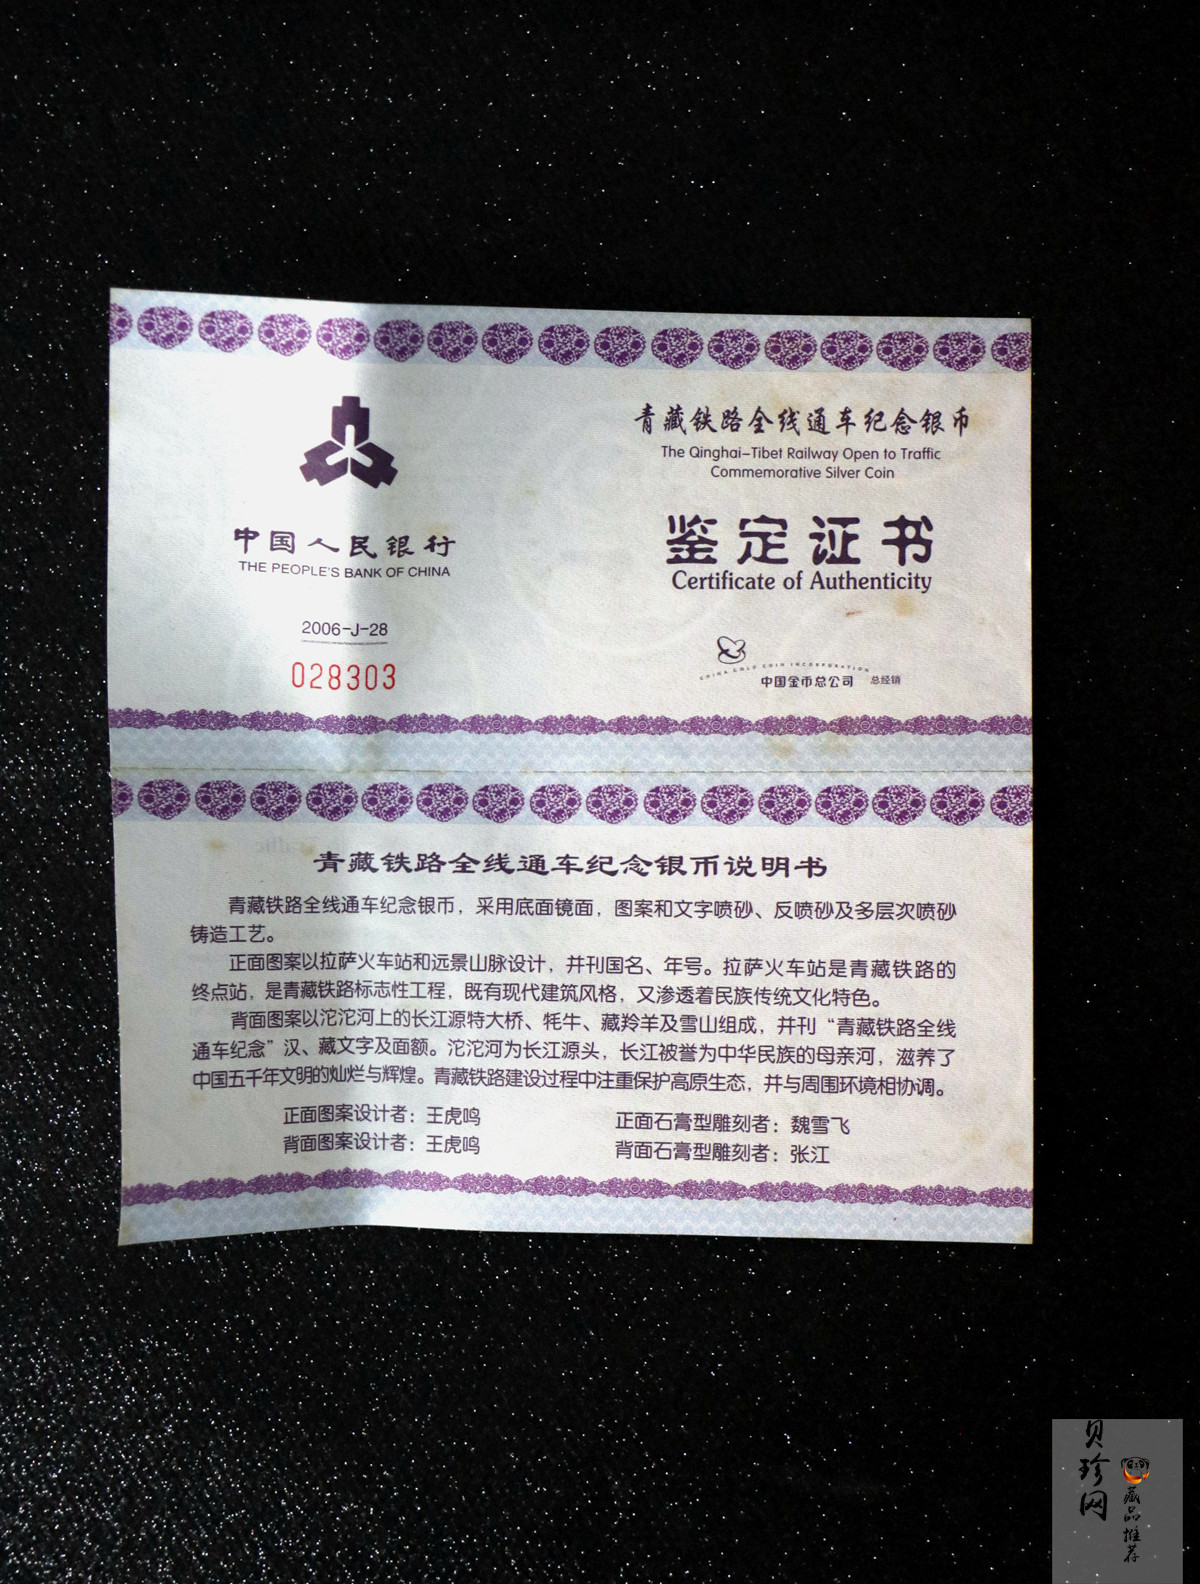 中国人民银行
THE PEOPLE'S BANK OF CHINA
2006-J-28
028303
青藏铁路全线通车纪念银币
The Qinghai-Tibet Railway Open to Traffic
Commemorative Silver Coin
鉴定证书
Certificate of Authenticity
CHINA GOLD COIN INCORPORATION
中国金币总公司 总经销
青藏铁路全线通车纪念银币说明书
青藏铁路全线通车纪念银币，采用底面镜面，图案和文字喷砂、反喷砂及多层次喷砂
铸造工艺。
正面图案以拉萨火车站和远景山脉设计，并刊国名、年号。拉萨火车站是青藏铁路的
终点站，是青藏铁路标志性工程，既有现代建筑风格，又渗透着民族传统文化特色。
背面图案以沱沱河上的长江源特大桥、牦牛、藏羚羊及雪山组成，并刊“青藏铁路全线
通车纪念”汉、藏文字及面额。沱沱河为长江源头，长江被誉为中华民族的母亲河，滋养了
中国五千年文明的灿烂与辉煌。青藏铁路建设过程中注重保护高原生态，并与周围环境相协调。
正面图案设计者：王虎鸣
正面石膏型雕刻者：魏雪飞
背面图案设计者：王虎鸣
背面石膏型雕刻者：张江
贝珍网
藏品推荐